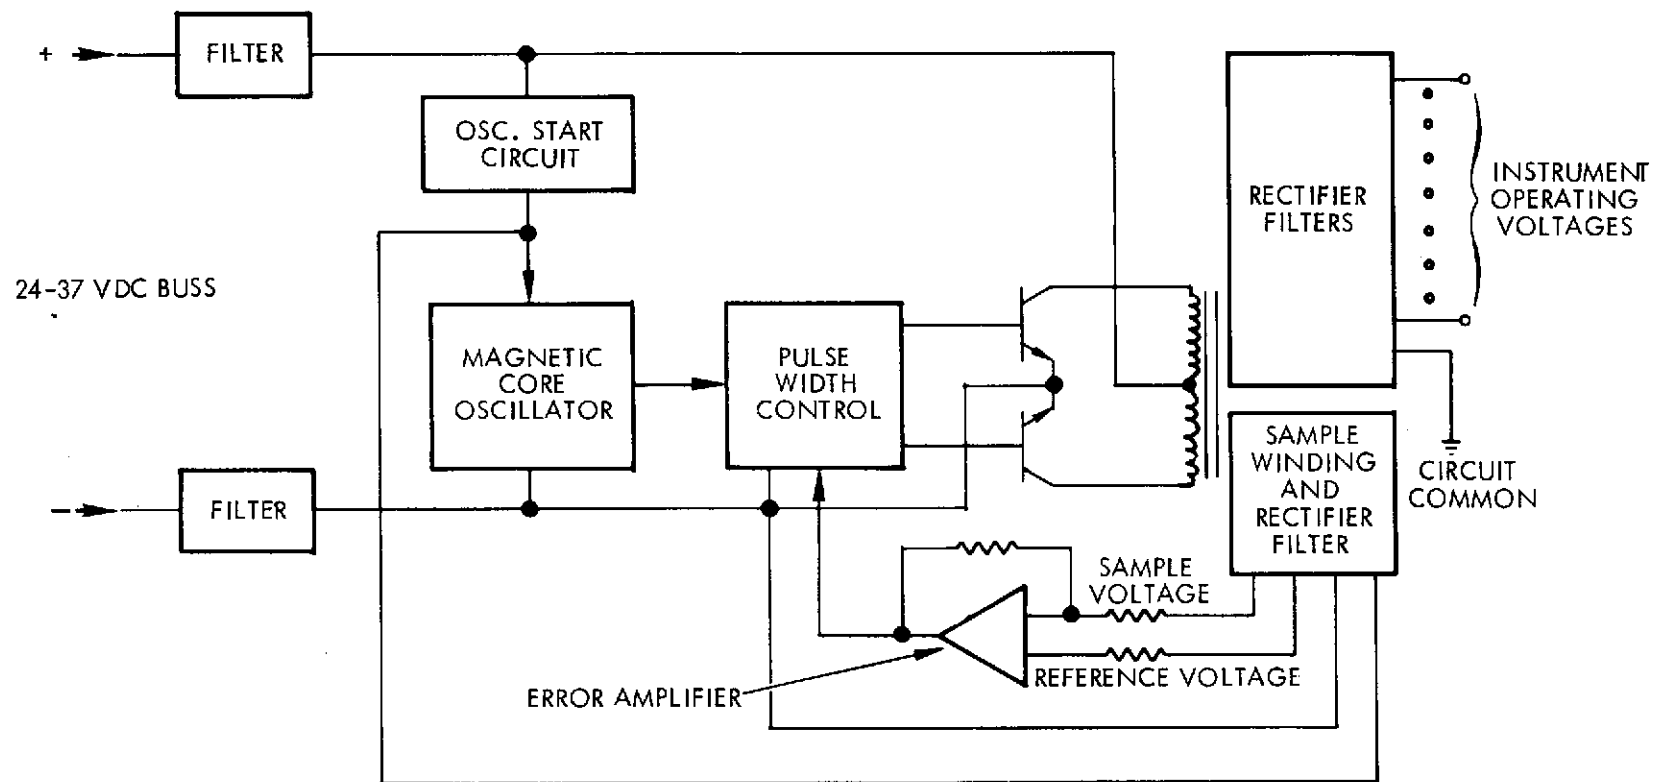 +
FILTER
OSC. START
CIRCUIT
RECTIFIER
FILTERS
INSTRUMENT
OPERATING
VOLTAGES
24-37 VDC BUSS
MAGNETIC
CORE
OSCILLATOR
PULSE
WIDTH
CONTROL
SAMPLE
WINDING
AND
RECTIFIER
FILTER
CIRCUIT
COMMON
-
FILTER
SAMPLE
VOLTAGE
REFERENCE VOLTAGE
ERROR AMPLIFIER